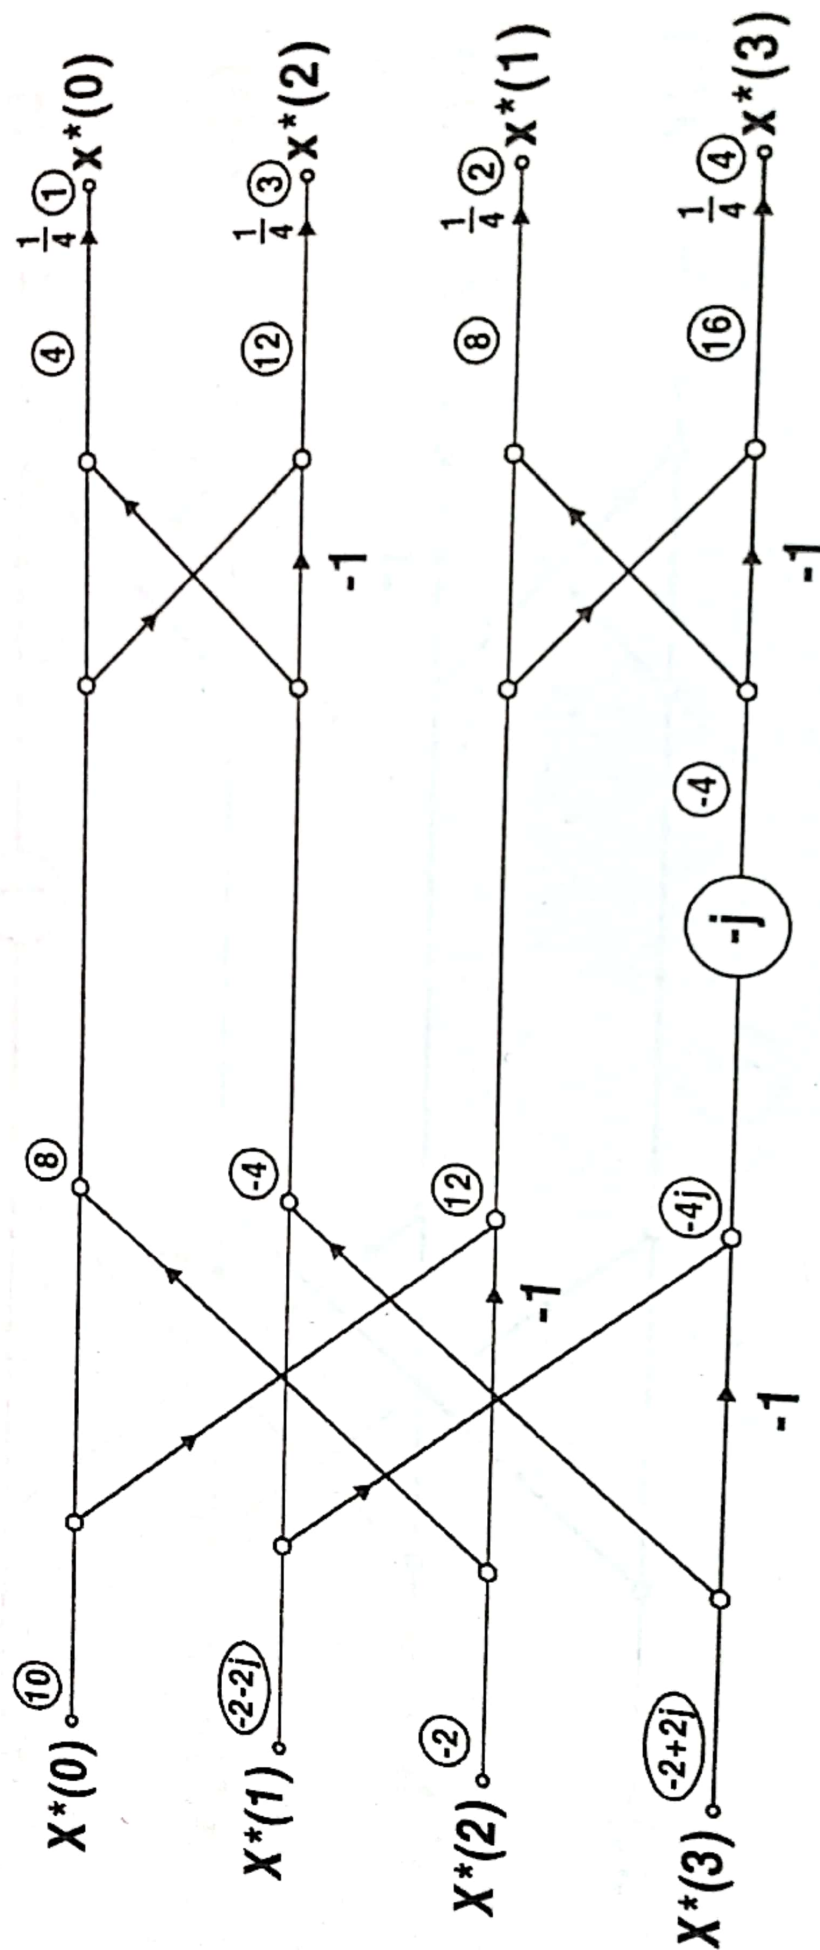 X*(0) 10 8 4 1/4 1 x*(0)
X*(1) -2-2j -4 -1 12 1/4 3 x*(2)
X*(2) -2 -1 12 8 1/4 2 x*(1)
X*(3) -2+2j -1 -4j -j -4 -1 16 1/4 4 x*(3)